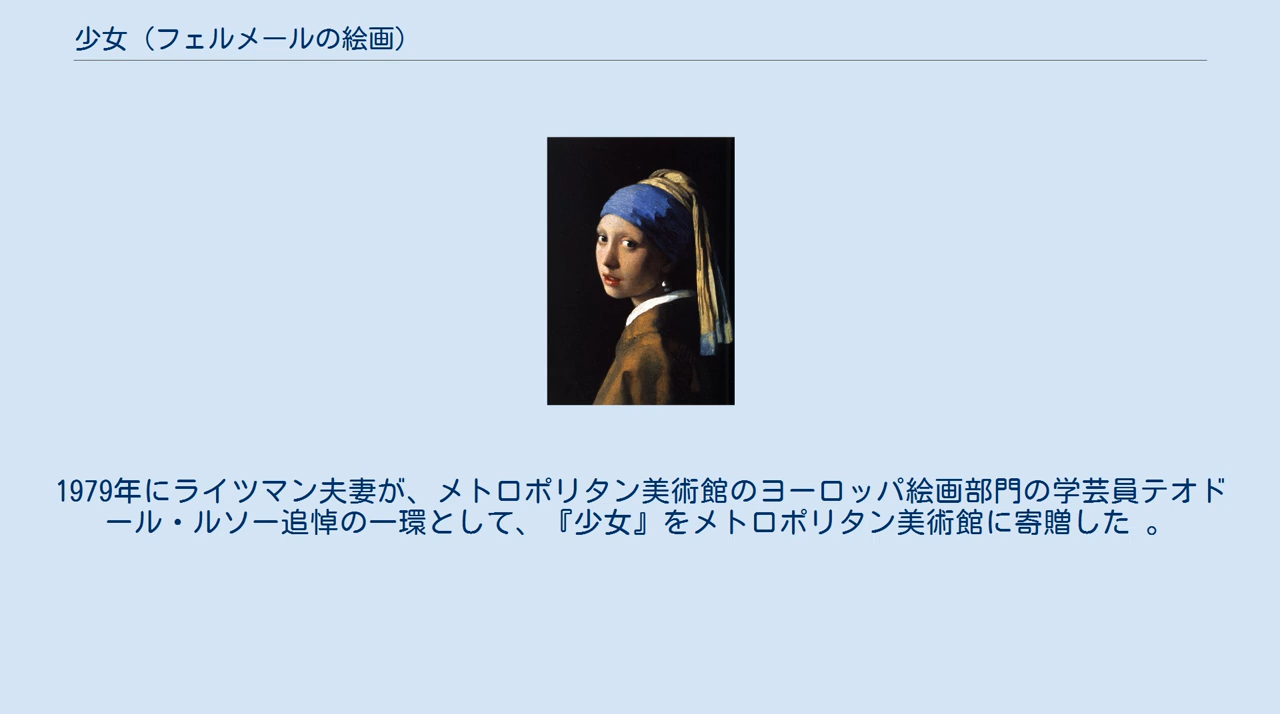 少女（フェルメールの絵画）
1979年にライツマン夫妻が、メトロポリタン美術館のヨーロッパ絵画部門の学芸員テオド
ール・ルソー追悼の一環として、『少女』をメトロポリタン美術館に寄贈した 。